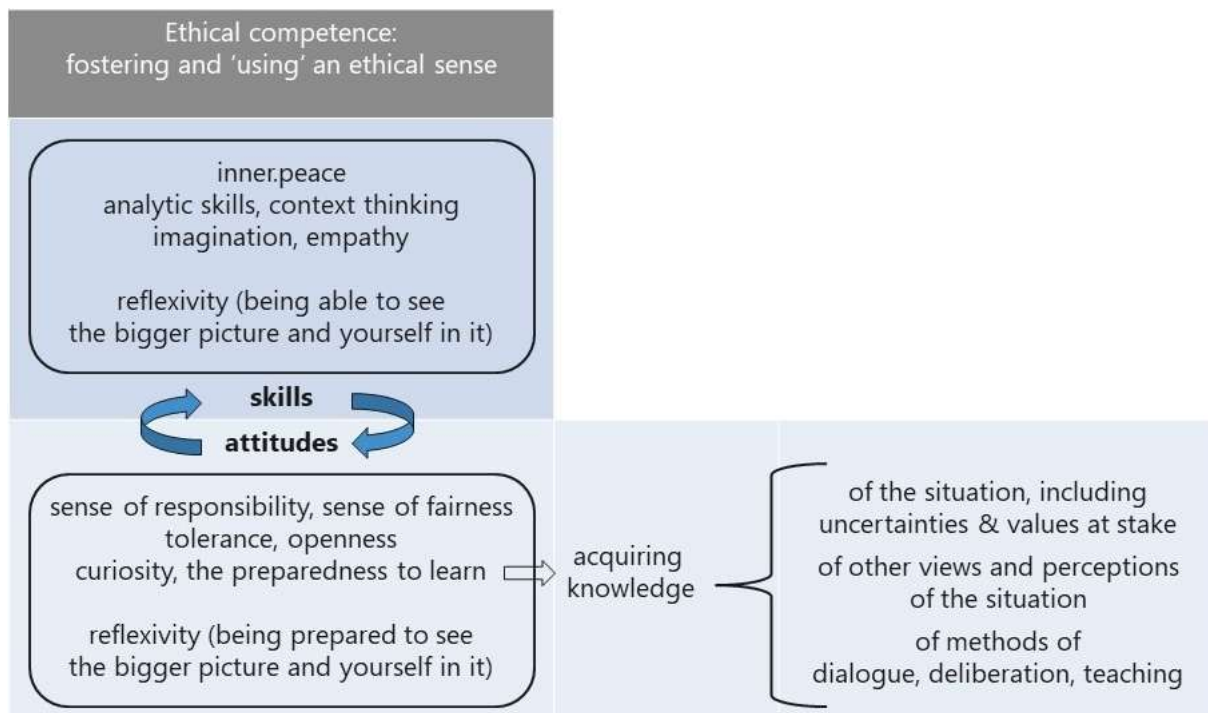 Ethical competence:
fostering and ‘using’ an ethical sense
inner.peace
analytic skills, context thinking
imagination, empathy
reflexivity (being able to see
the bigger picture and yourself in it)
skills
attitudes
sense of responsibility, sense of fairness
tolerance, openness
curiosity, the preparedness to learn
reflexivity (being prepared to see
the bigger picture and yourself in it)
acquiring
knowledge
of the situation, including
uncertainties & values at stake
of other views and perceptions
of the situation
of methods of
dialogue, deliberation, teaching